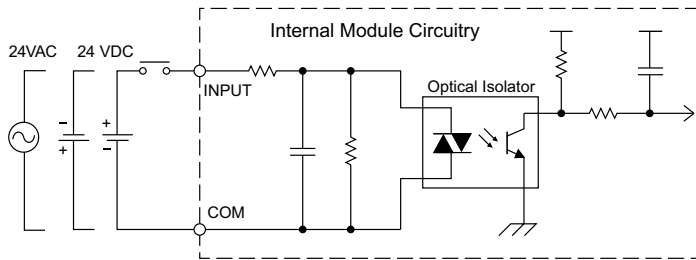 Internal Module Circuitry
24VAC
24 VDC
INPUT
Optical Isolator
− +
+ −
COM